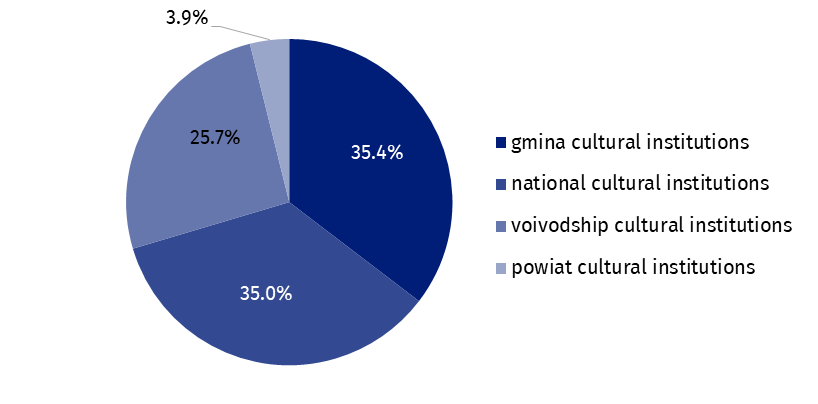 3.9%
25.7%
35.4%
35.0%
gmina cultural institutions
national cultural institutions
voivodship cultural institutions
powiat cultural institutions